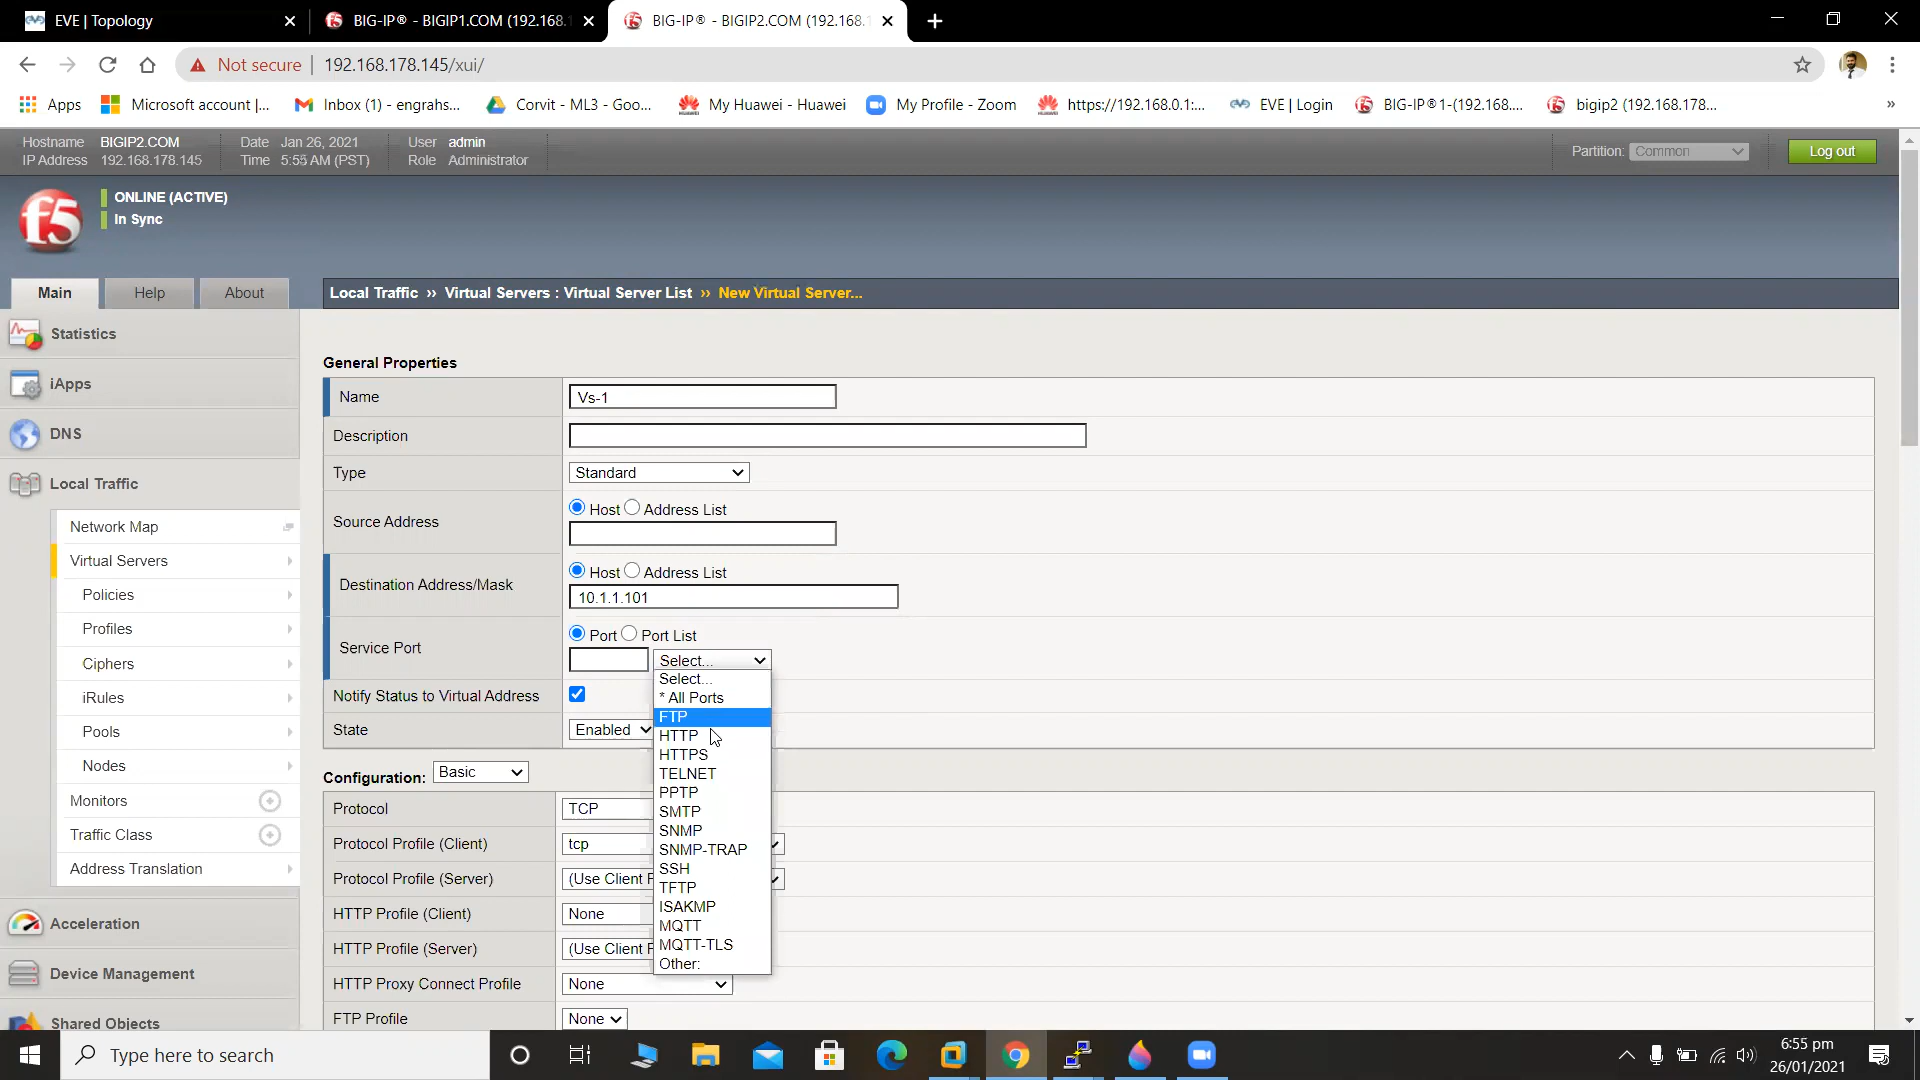 EVE | Topology
BIG-IP® - BIGIP1.COM (192.168.
BIG-IP® - BIGIP2.COM (192.168.1
Not secure
192.168.178.145/xui/
Apps
Microsoft account |...
Inbox (1) - engrahs...
Corvit - ML3 - Goo...
My Huawei - Huawei
My Profile - Zoom
https://192.168.0.1:...
EVE | Login
BIG-IP®1-(192.168....
bigip2 (192.168.178...
»
Hostname BIGIP2.COM
IP Address 192.168.178.145
Date Jan 26, 2021
Time 5:55 AM (PST)
User admin
Role Administrator
Partition: Common
Log out
f5
ONLINE (ACTIVE)
In Sync
Main
Help
About
Local Traffic ›› Virtual Servers : Virtual Server List ›› New Virtual Server...
Statistics
iApps
DNS
Local Traffic
Network Map
Virtual Servers
Policies
Profiles
Ciphers
iRules
Pools
Nodes
Monitors
Traffic Class
Address Translation
Acceleration
Device Management
Shared Objects
General Properties
Name
Vs-1
Description
Type
Standard
Source Address
Host Address List
Destination Address/Mask
Host Address List
10.1.1.101
Service Port
Port Port List
Select...
Select...
* All Ports
FTP
HTTP
HTTPS
TELNET
PPTP
SMTP
SNMP
SNMP-TRAP
SSH
TFTP
ISAKMP
MQTT
MQTT-TLS
Other:
Notify Status to Virtual Address
State
Enabled
Configuration: Basic
Protocol
TCP
Protocol Profile (Client)
tcp
Protocol Profile (Server)
(Use Client
HTTP Profile (Client)
None
HTTP Profile (Server)
(Use Client
HTTP Proxy Connect Profile
None
FTP Profile
None
Type here to search
6:55 pm
26/01/2021